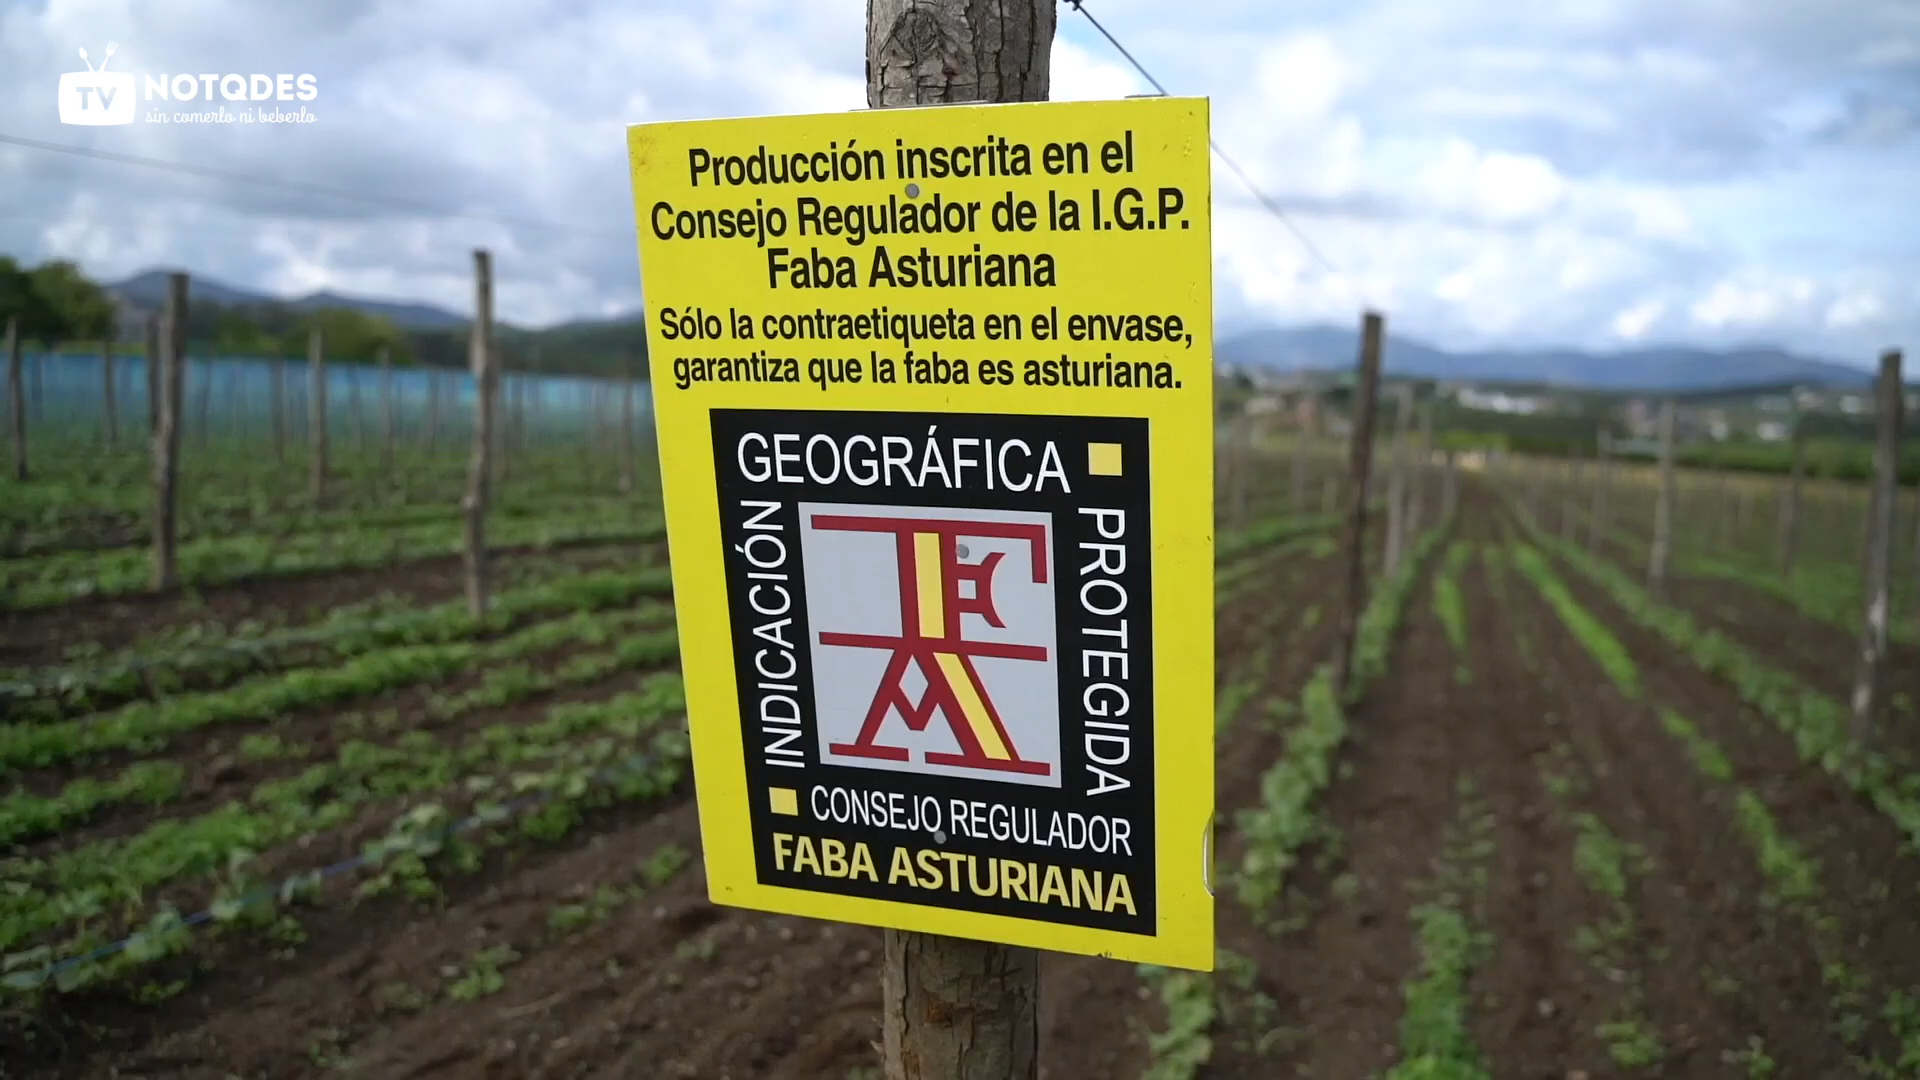 TV NOTQDES
sin comerlo ni beberlo
Producción inscrita en el
Consejo Regulador de la I.G.P.
Faba Asturiana
Sólo la contraetiqueta en el envase,
garantiza que la faba es asturiana.
INDICACIÓN
GEOGRÁFICA
PROTEGIDA
CONSEJO REGULADOR
FABA ASTURIANA